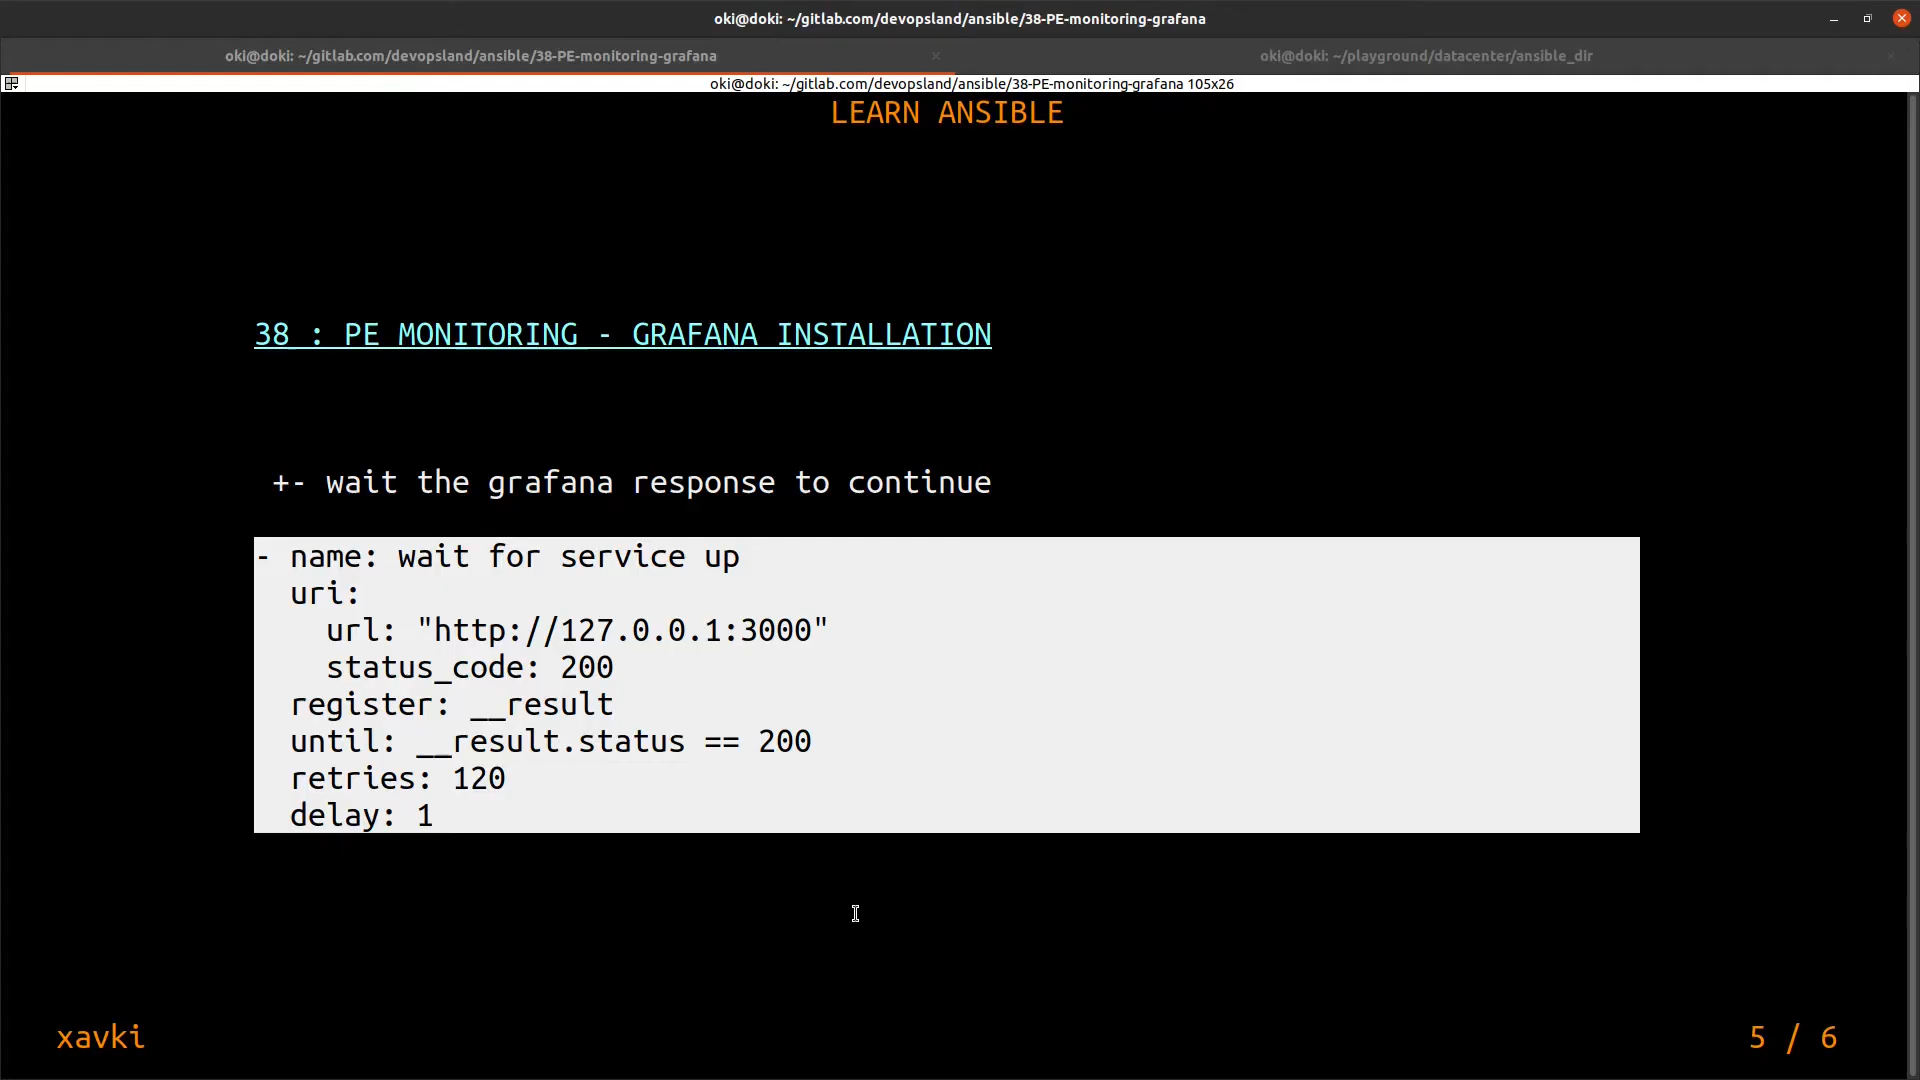 oki@doki: ~/gitlab.com/devopsland/ansible/38-PE-monitoring-grafana
oki@doki: ~/gitlab.com/devopsland/ansible/38-PE-monitoring-grafana
oki@doki: ~/playground/datacenter/ansible_dir
oki@doki: ~/gitlab.com/devopsland/ansible/38-PE-monitoring-grafana 105x26
LEARN ANSIBLE
38 : PE MONITORING - GRAFANA INSTALLATION
+- wait the grafana response to continue
- name: wait for service up
  uri:
    url: "http://127.0.0.1:3000"
    status_code: 200
  register: __result
  until: __result.status == 200
  retries: 120
  delay: 1
xavki
5 / 6